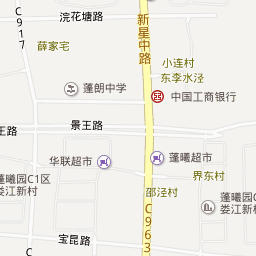 浣花塘路
新星中路
C917
薛家宅
小连村
东李水泾
蓬朗中学
中国工商银行
景王路
王路
华联超市
蓬曦超市
界东村
蓬曦园C1区
娄江新村
邵泾村
蓬曦园C
娄江新村
宝昆路
C963